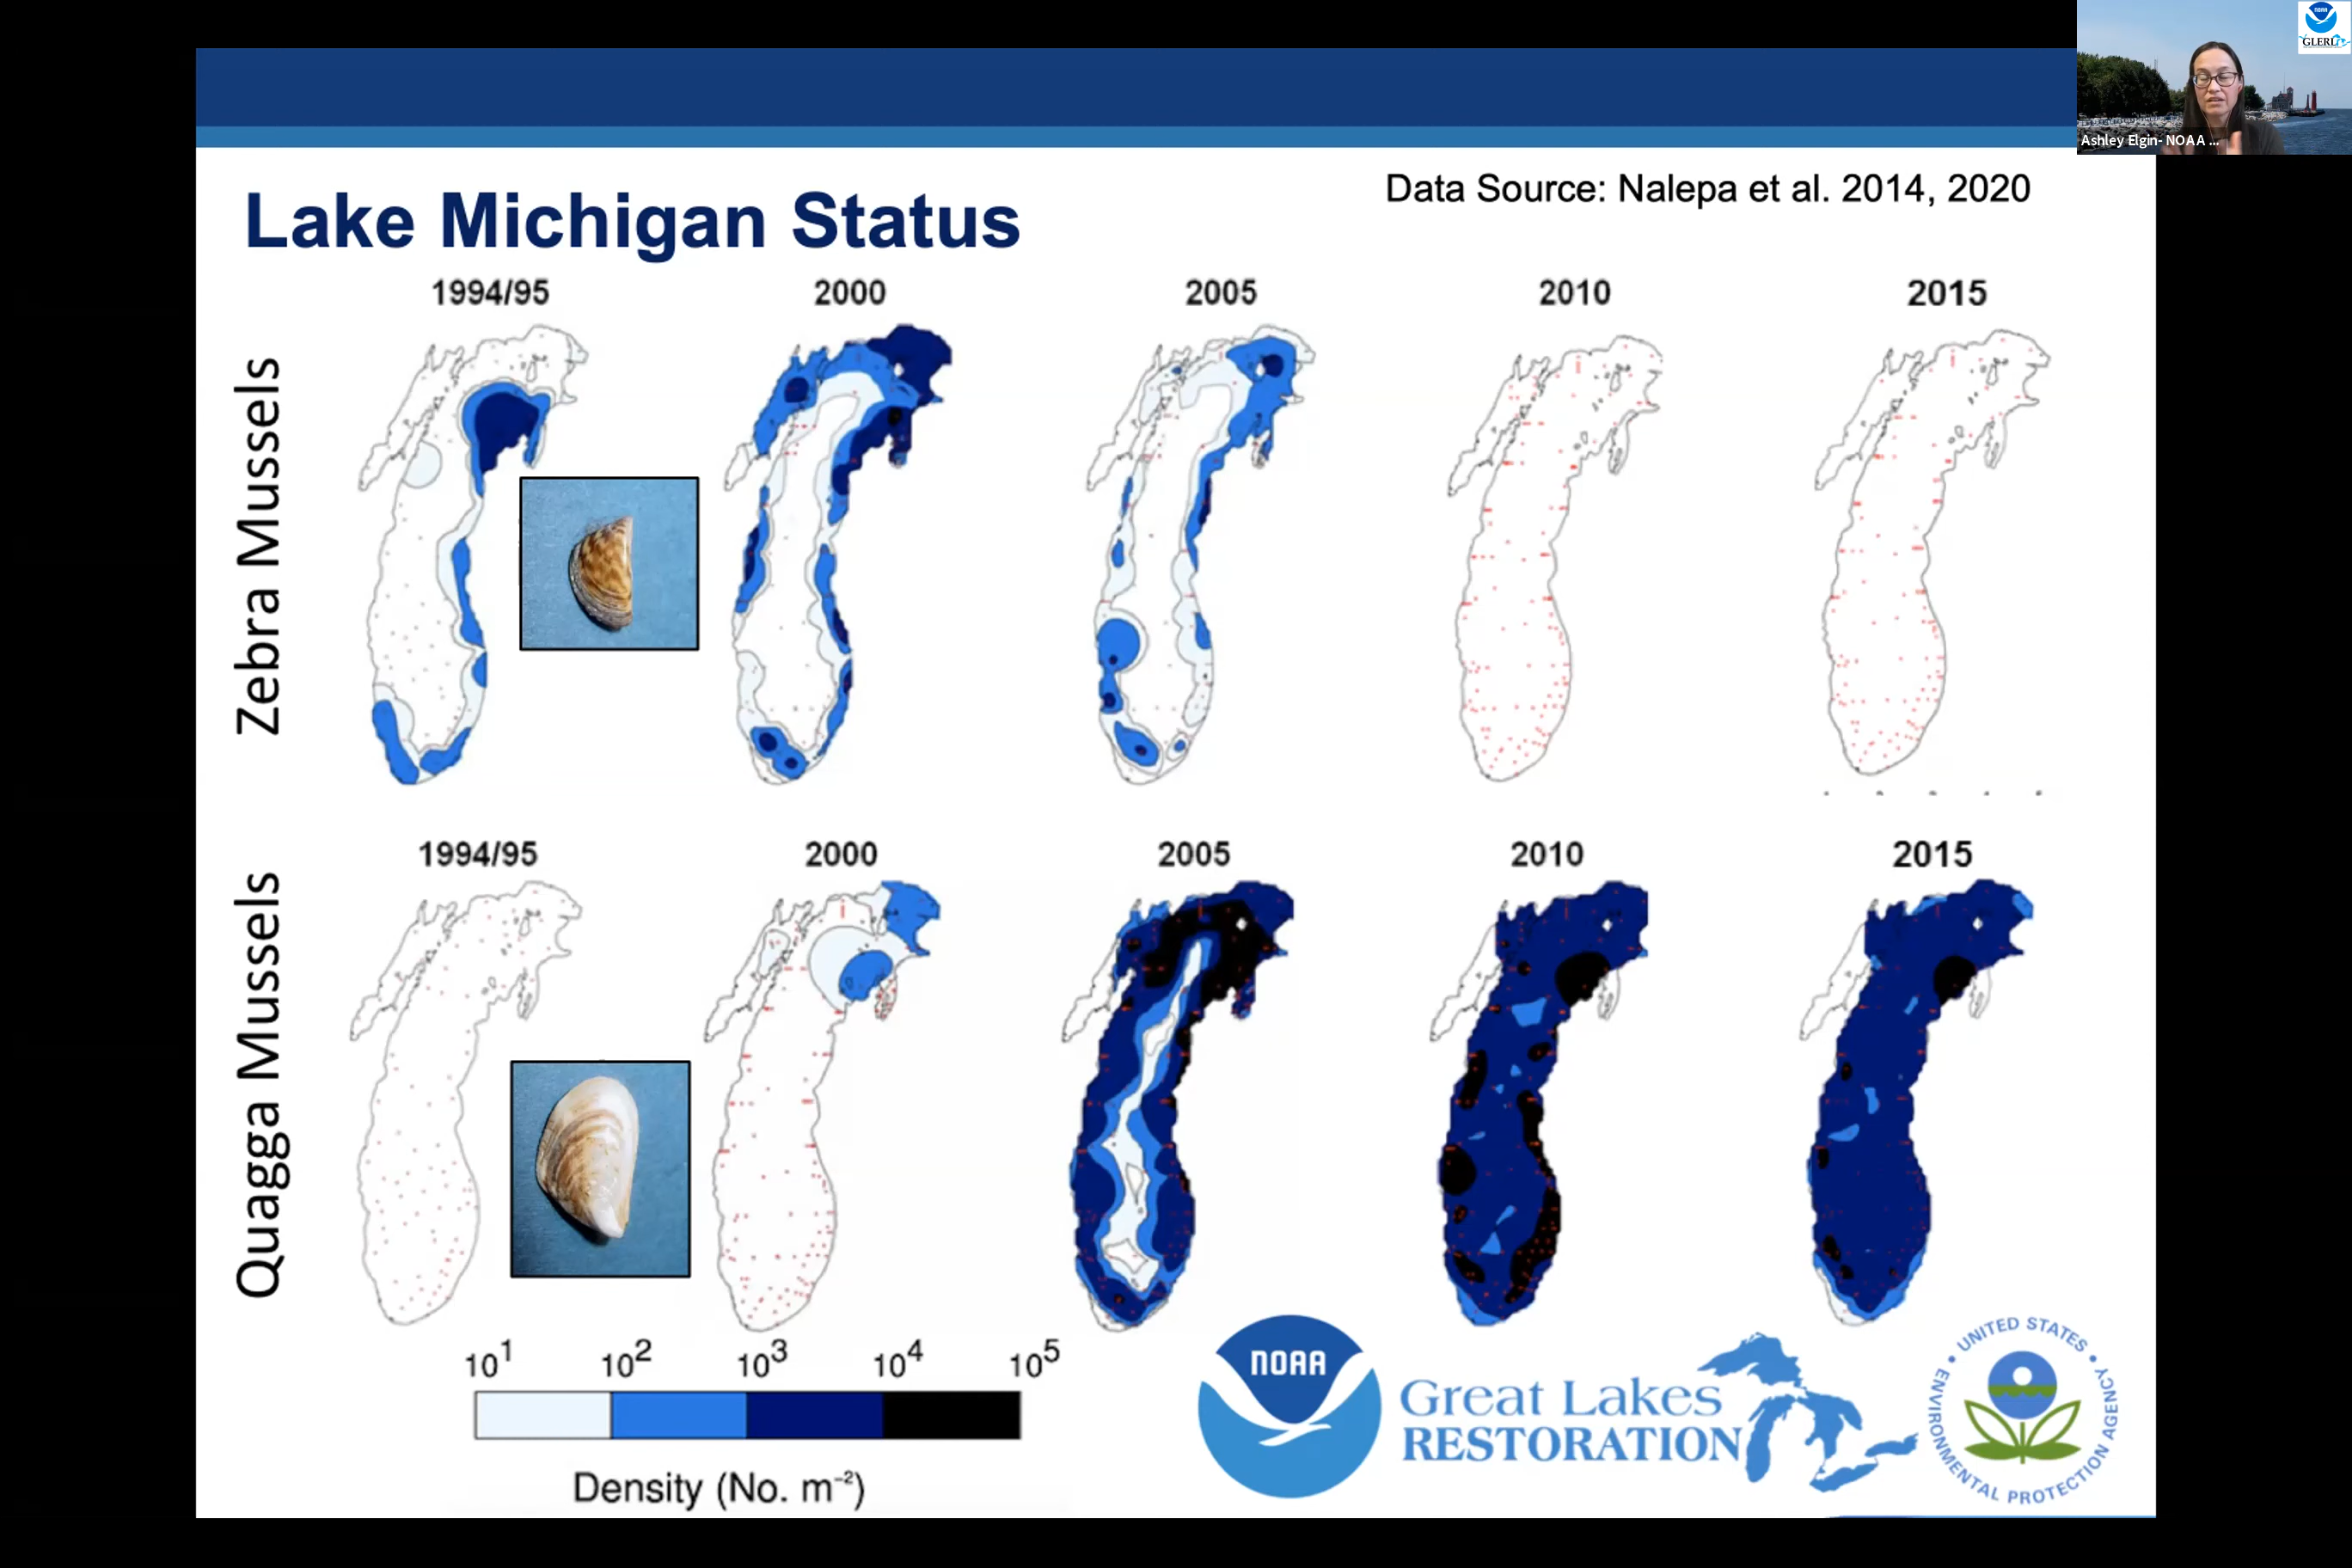 GLERL
Ashley Elgin- NOAA ...
Data Source: Nalepa et al. 2014, 2020
Lake Michigan Status
Zebra Mussels
1994/95 2000 2005 2010 2015
Quagga Mussels
1994/95 2000 2005 2010 2015
10¹ 10² 10³ 10⁴ 10⁵
Density (No. m⁻²)
NOAA
Great Lakes
RESTORATION
UNITED STATES • ENVIRONMENTAL PROTECTION AGENCY •